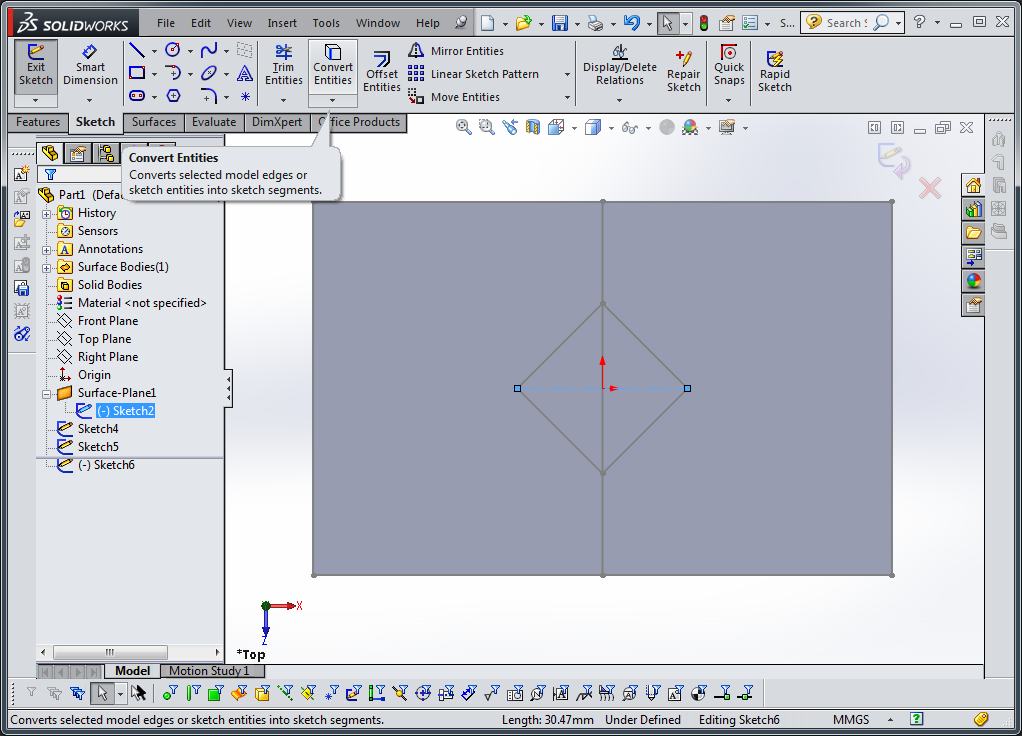 SOLIDWORKS File Edit View Insert Tools Window Help S... Search
Exit Sketch
Smart Dimension
Trim Entities
Convert Entities
Offset Entities
Mirror Entities
Linear Sketch Pattern
Move Entities
Display/Delete Relations
Repair Sketch
Quick Snaps
Rapid Sketch
Features Sketch Surfaces Evaluate DimXpert ffice Products
Convert Entities
Converts selected model edges or
sketch entities into sketch segments.
Part1 (Defa
History
Sensors
Annotations
Surface Bodies(1)
Solid Bodies
Material <not specified>
Front Plane
Top Plane
Right Plane
Origin
Surface-Plane1
(-) Sketch2
Sketch4
Sketch5
(-) Sketch6
X
Z
*Top
Model Motion Study 1
Converts selected model edges or sketch entities into sketch segments. Length: 30.47mm Under Defined Editing Sketch6 MMGS